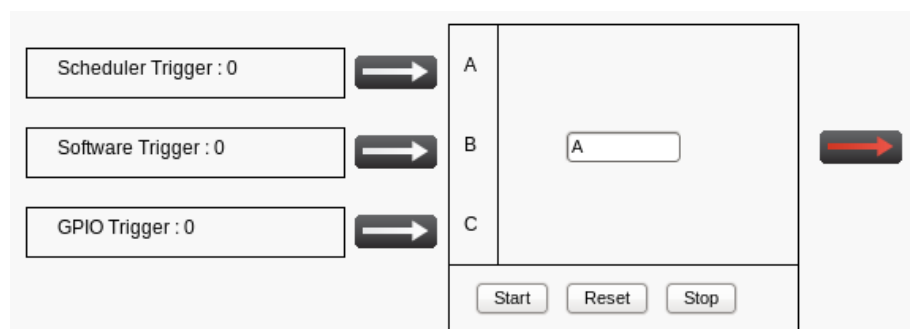 Scheduler Trigger : 0
A
Software Trigger : 0
B
A
GPIO Trigger : 0
C
Start
Reset
Stop